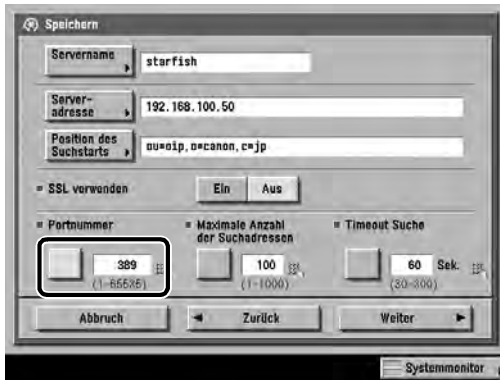 Speichern
Servername
starfish
Server-
adresse
192.168.100.50
Position des
Suchstarts
ou=oip,o=canon,c=jp
SSL verwenden
Ein
Aus
Portnummer
389
(1-65535)
Maximale Anzahl
der Suchadressen
100
(1-1000)
Timeout Suche
60 Sek.
(30-300)
Abbruch
Zurück
Weiter
Systemmonitor